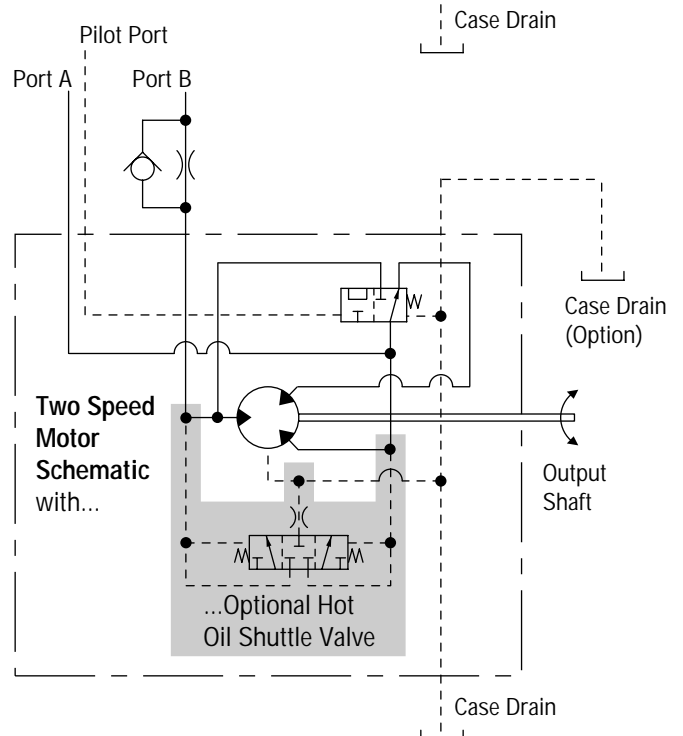 Case Drain
Pilot Port
Port A
Port B
Case Drain
(Option)
Two Speed
Motor
Schematic
with...
Output
Shaft
...Optional Hot
Oil Shuttle Valve
Case Drain